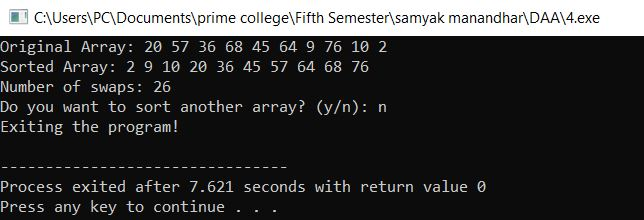 C:\Users\PC\Documents\prime college\Fifth Semester\samyak manandhar\DAA\4.exe
Original Array: 20 57 36 68 45 64 9 76 10 2
Sorted Array: 2 9 10 20 36 45 57 64 68 76
Number of swaps: 26
Do you want to sort another array? (y/n): n
Exiting the program!
--------------------------------
Process exited after 7.621 seconds with return value 0
Press any key to continue . . .